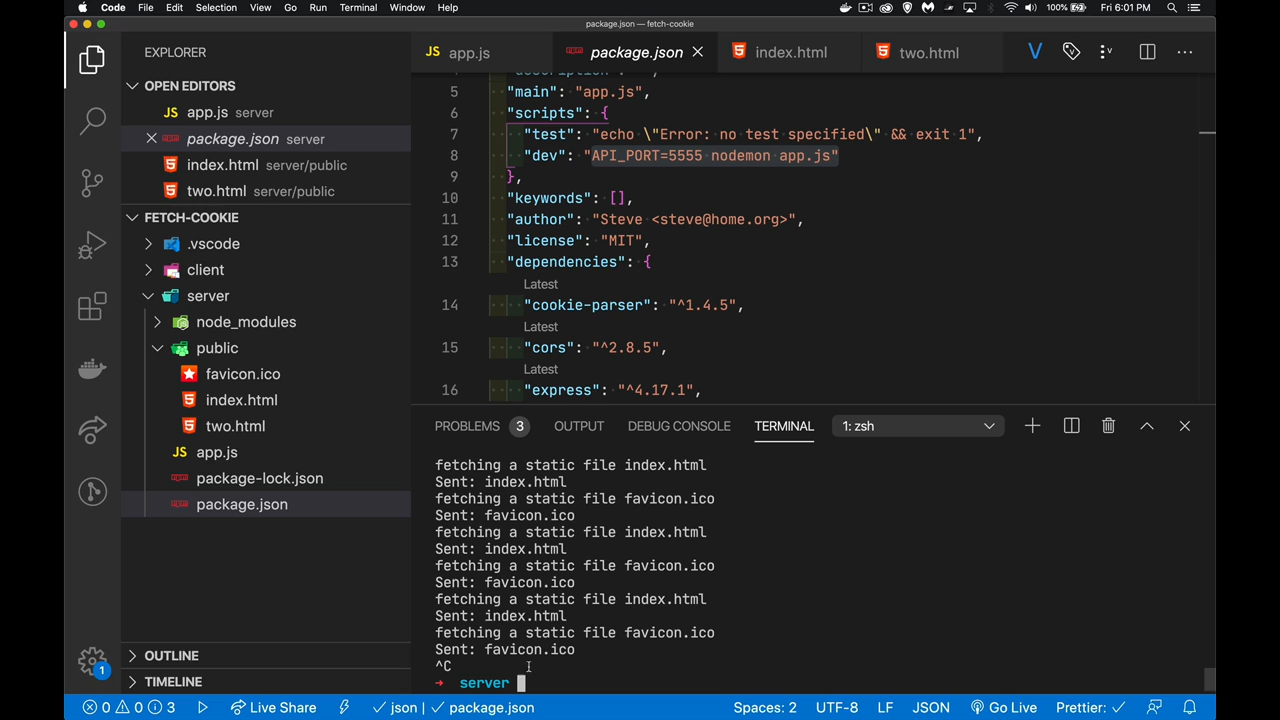 Code File Edit Selection View Go Run Terminal Window Help 100% Fri 6:01 PM
package.json — fetch-cookie
EXPLORER
OPEN EDITORS
JS app.js server
package.json server
index.html server/public
two.html server/public
FETCH-COOKIE
.vscode
client
server
node_modules
public
favicon.ico
index.html
two.html
JS app.js
package-lock.json
package.json
OUTLINE
TIMELINE
1
JS app.js package.json index.html two.html
5 "main": "app.js",
6 "scripts": {
7 "test": "echo \"Error: no test specified\" && exit 1",
8 "dev": "API_PORT=5555 nodemon app.js"
9 },
10 "keywords": [],
11 "author": "Steve <steve@home.org>",
12 "license": "MIT",
13 "dependencies": {
Latest
14 "cookie-parser": "^1.4.5",
Latest
15 "cors": "^2.8.5",
Latest
16 "express": "^4.17.1",
PROBLEMS 3 OUTPUT DEBUG CONSOLE TERMINAL 1: zsh
fetching a static file index.html
Sent: index.html
fetching a static file favicon.ico
Sent: favicon.ico
fetching a static file index.html
Sent: index.html
fetching a static file favicon.ico
Sent: favicon.ico
fetching a static file index.html
Sent: index.html
fetching a static file favicon.ico
Sent: favicon.ico
^C
➜ server
0 0 3 Live Share ✓ json | ✓ package.json Spaces: 2 UTF-8 LF JSON Go Live Prettier: ✓